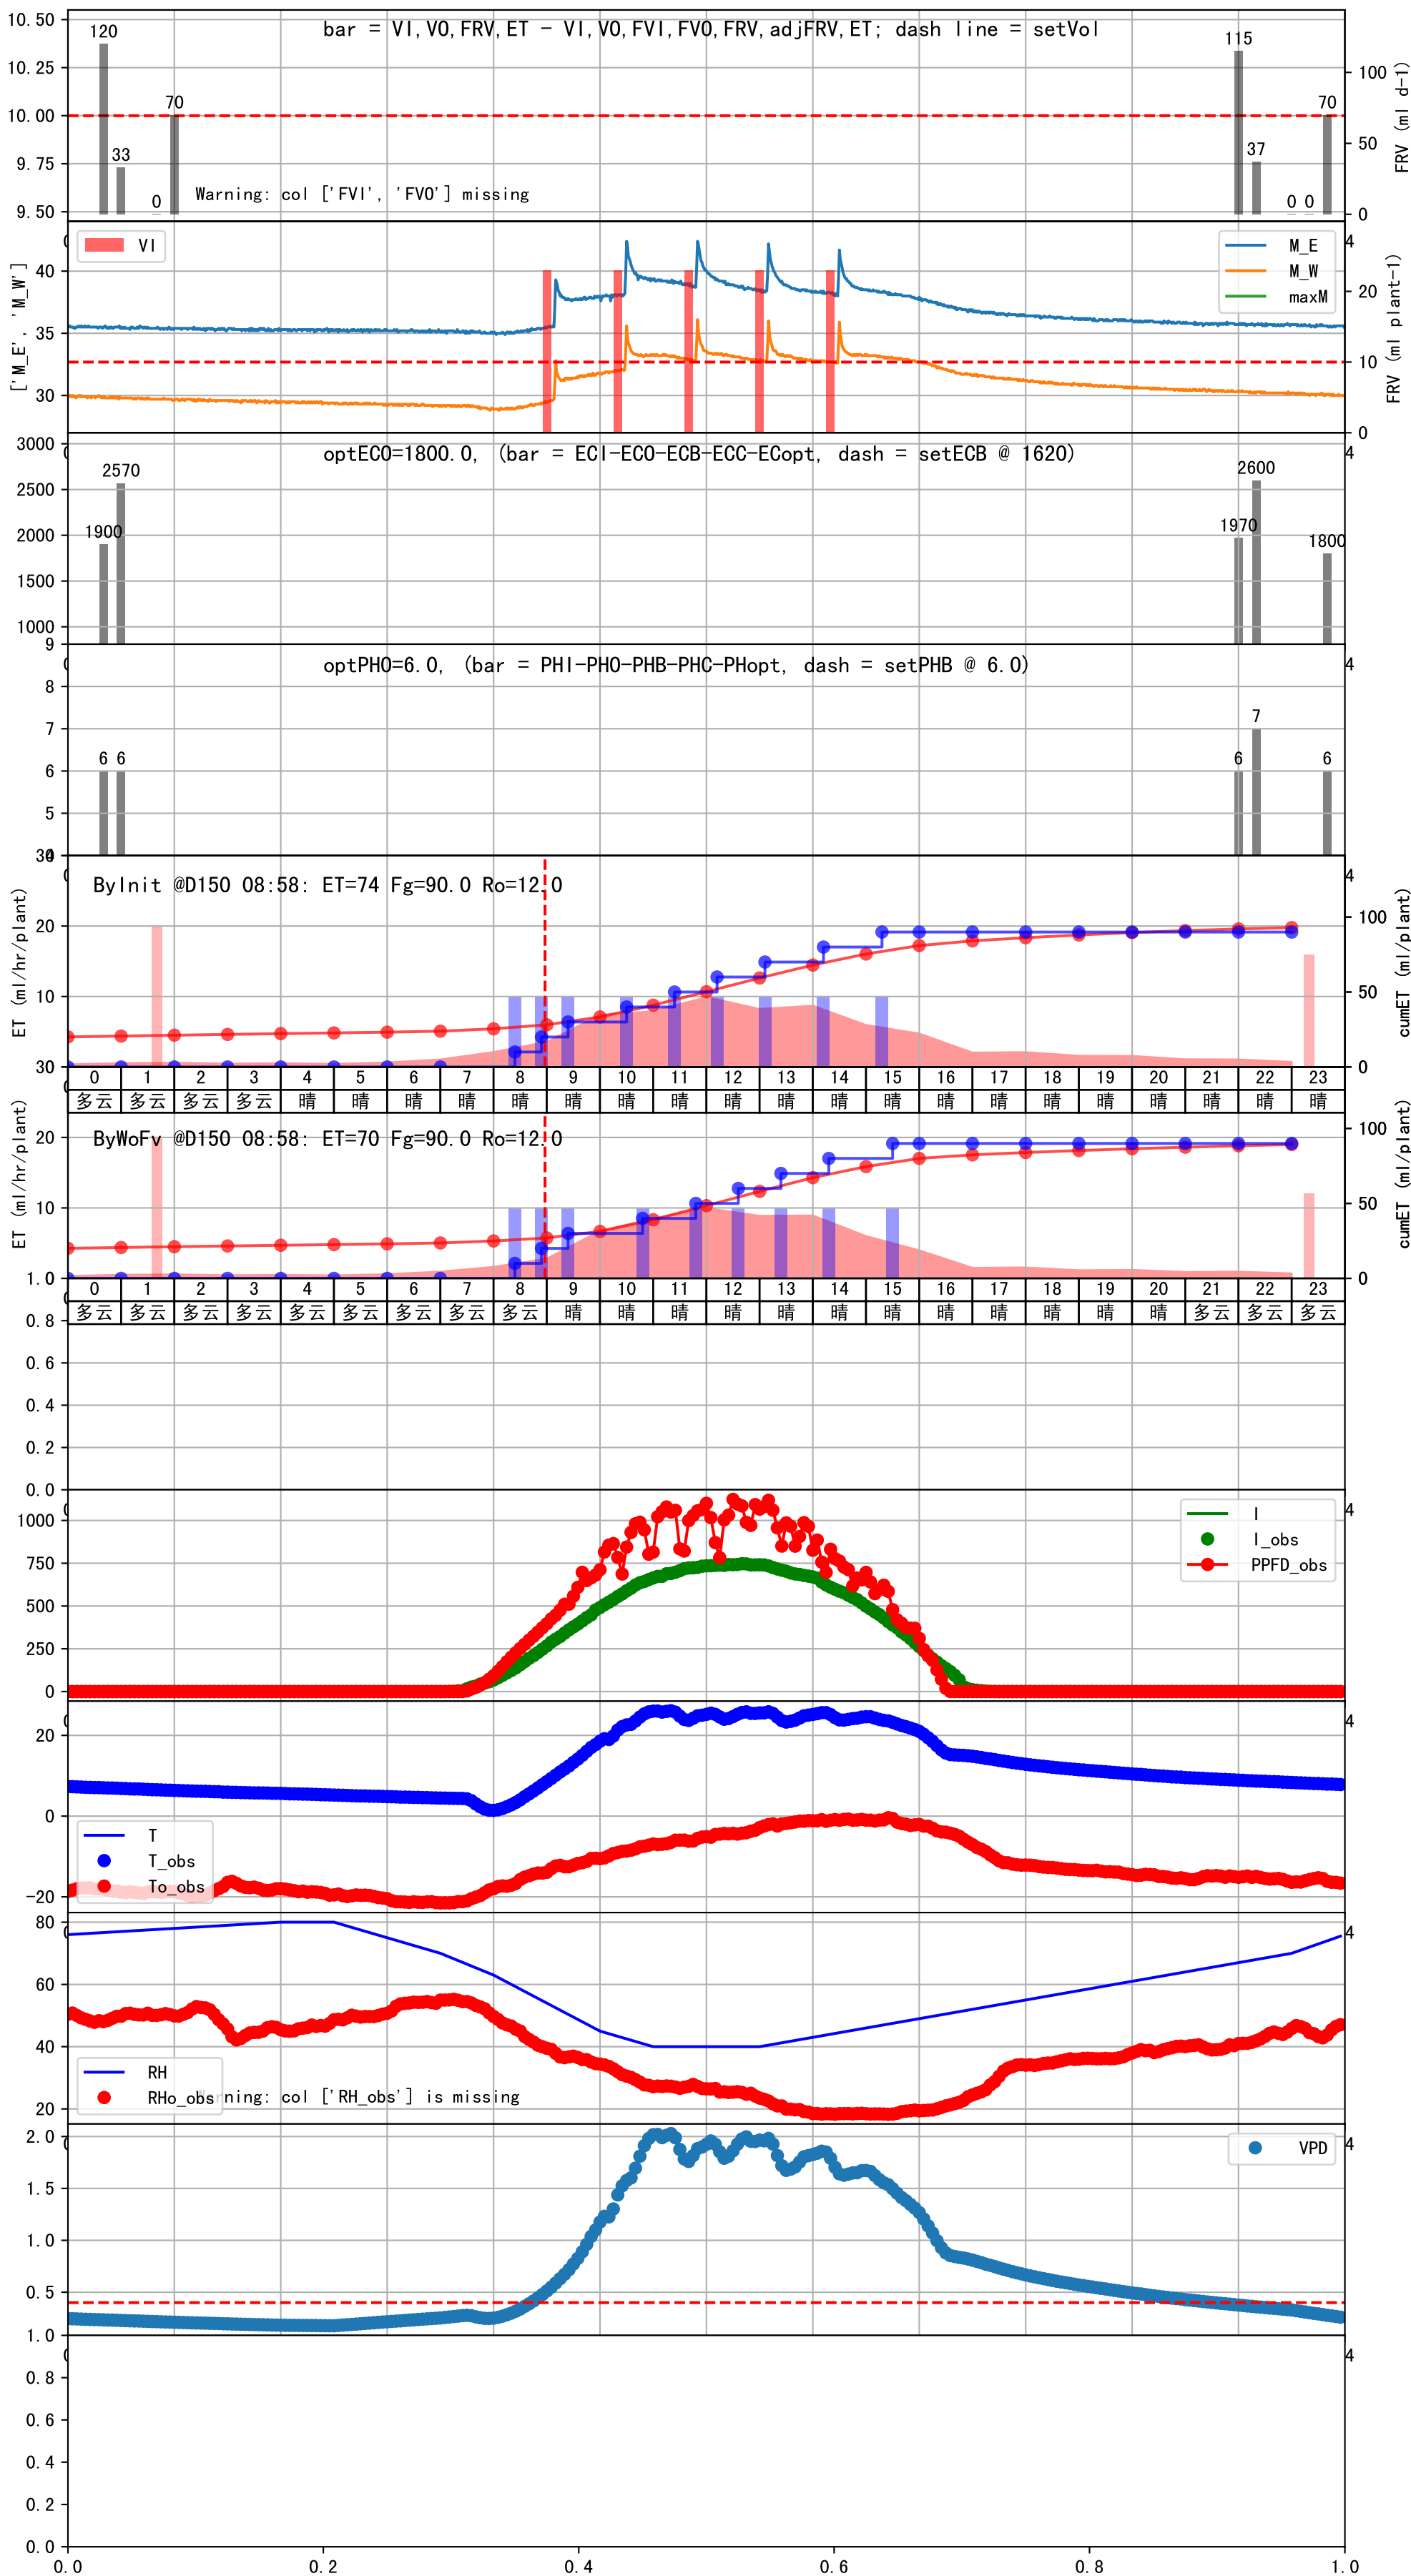 bar = VI,VO,FRV,ET - VI,VO,FVI,FVO,FRV,adjFRV,ET; dash line = setVol
10.50
10.25
10.00
9.75
9.50
120
33
0
70
115
37
0 0
70
100
50
0
FRV (ml d-1)
Warning: col ['FVI', 'FVO'] missing
VI
M_E
M_W
maxM
['M_E', 'M_W']
40
35
30
4
20
10
0
FRV (ml plant-1)
optECO=1800.0, (bar = ECI-ECO-ECB-ECC-ECopt, dash = setECB @ 1620)
3000
2500
2000
1500
1000
1900
2570
1970
2600
1800
4
optPHO=6.0, (bar = PHI-PHO-PHB-PHC-PHopt, dash = setPHB @ 6.0)
9
8
7
6
5
6 6
6
7
6
4
ByInit @D150 08:58: ET=74 Fg=90.0 Ro=12.0
30
20
10
ET (ml/hr/plant)
4
100
50
0
cumET (ml/plant)
0 1 2 3 4 5 6 7 8 9 10 11 12 13 14 15 16 17 18 19 20 21 22 23
多云 多云 多云 多云 晴 晴 晴 晴 晴 晴 晴 晴 晴 晴 晴 晴 晴 晴 晴 晴 晴 晴 晴 晴
ByWoFv @D150 08:58: ET=70 Fg=90.0 Ro=12.0
30
20
10
ET (ml/hr/plant)
100
50
0
cumET (ml/plant)
0 1 2 3 4 5 6 7 8 9 10 11 12 13 14 15 16 17 18 19 20 21 22 23
多云 多云 多云 多云 多云 多云 多云 多云 多云 晴 晴 晴 晴 晴 晴 晴 晴 晴 晴 晴 晴 多云 多云 多云
1.0
0.8
0.6
0.4
0.2
0.0
1000
750
500
250
0
4
I
I_obs
PPFD_obs
20
0
-20
4
T
T_obs
To_obs
80
60
40
20
4
RH
RHo_obs
rning: col ['RH_obs'] is missing
2.0
1.5
1.0
0.5
4
VPD
1.0
0.8
0.6
0.4
0.2
0.0
4
0.0 0.2 0.4 0.6 0.8 1.0